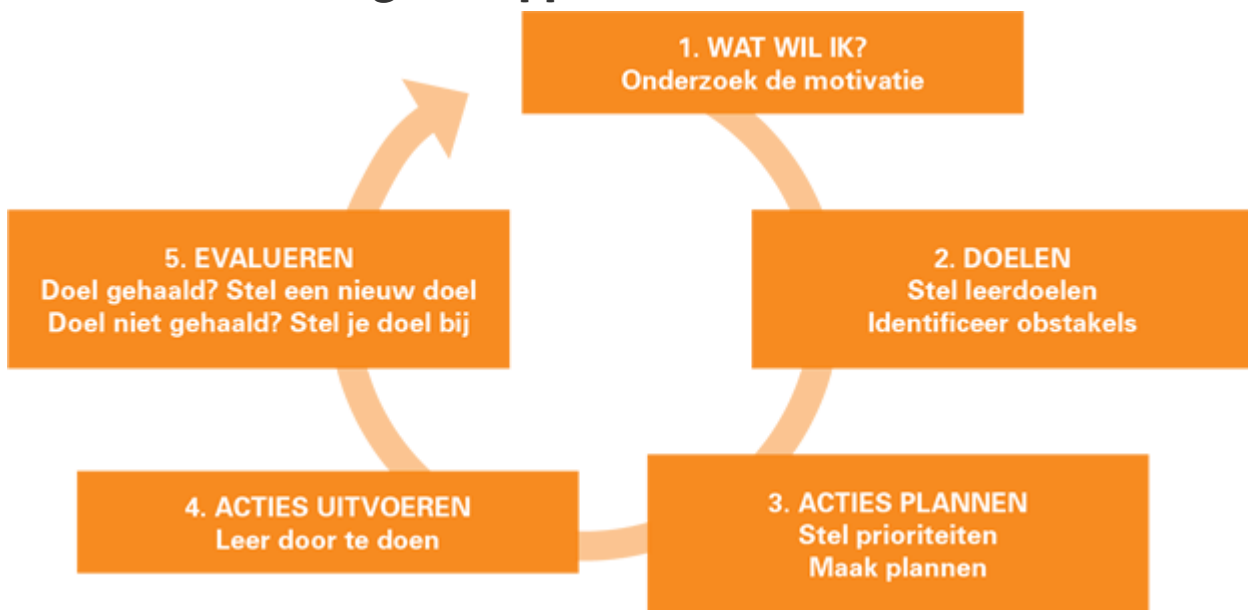 1. WAT WIL IK?
Onderzoek de motivatie
2. DOELEN
Stel leerdoelen
Identificeer obstakels
3. ACTIES PLANNEN
Stel prioriteiten
Maak plannen
4. ACTIES UITVOEREN
Leer door te doen
5. EVALUEREN
Doel gehaald? Stel een nieuw doel
Doel niet gehaald? Stel je doel bij